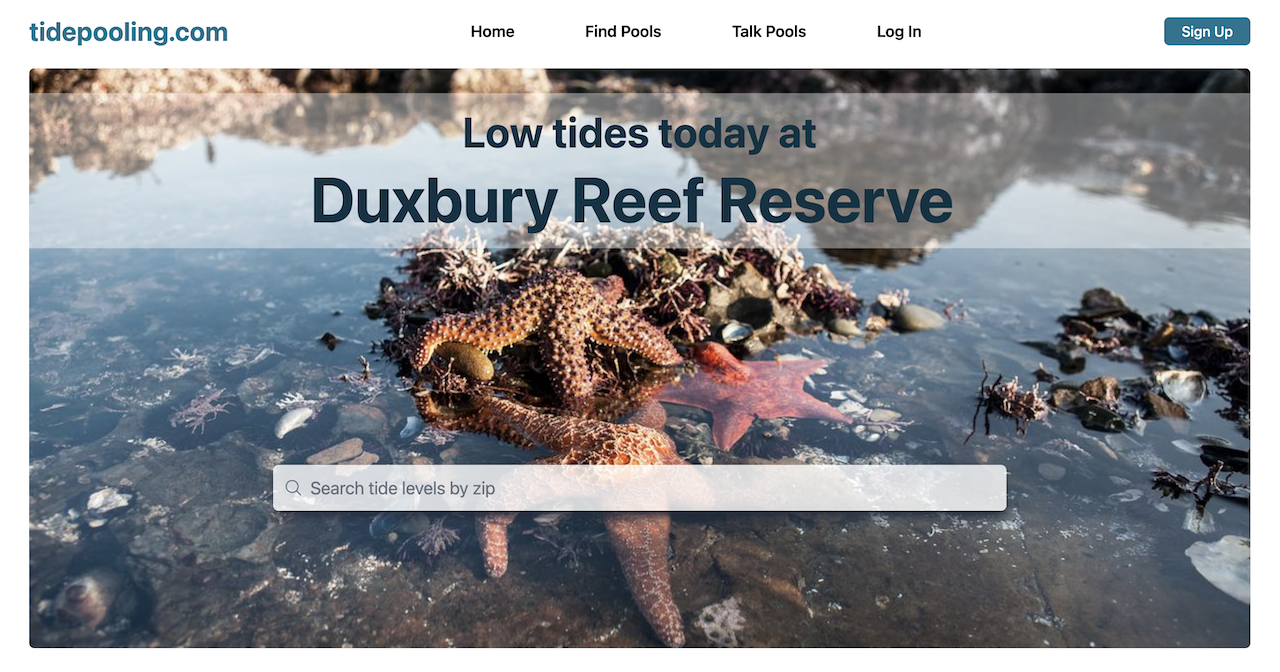 tidepooling.com
Home
Find Pools
Talk Pools
Log In
Sign Up
Low tides today at
Duxbury Reef Reserve
Search tide levels by zip